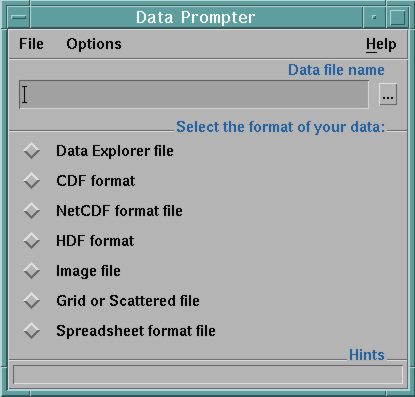 Data Prompter
File Options Help
Data file name
...
Select the format of your data:
Data Explorer file
CDF format
NetCDF format file
HDF format
Image file
Grid or Scattered file
Spreadsheet format file
Hints